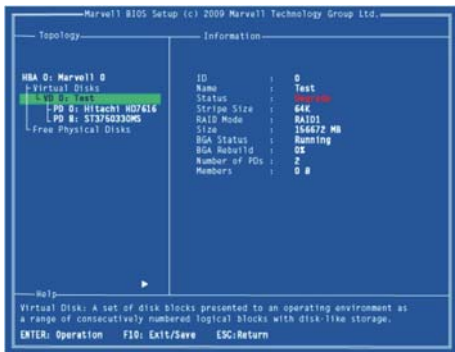 Marvell BIOS Setup (c) 2009 Marvell Technology Group Ltd.
Topology
Information
HBA 0: Marvell 0
Virtual Disks
VD 0: Test
PD 0: Hitachi HD7616
PD 8: ST3750330NS
Free Physical Disks
ID : 0
Name : Test
Status : Degrade
Stripe Size : 64K
RAID Mode : RAID1
Size : 156672 MB
BGA Status : Running
BGA Rebuild : 0%
Number of PDs : 2
Members : 0 8
Help
Virtual Disk: A set of disk blocks presented to an operating environment as
a range of consecutively numbered logical blocks with disk-like storage.
ENTER: Operation F10: Exit/Save ESC:Return